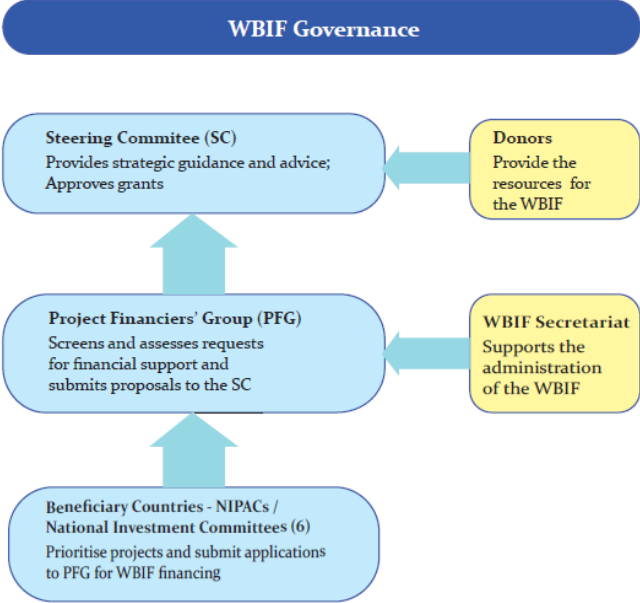 WBIF Governance
Steering Commitee (SC)
Provides strategic guidance and advice;
Approves grants
Donors
Provide the
resources for
the WBIF
Project Financiers' Group (PFG)
Screens and assesses requests
for financial support and
submits proposals to the SC
WBIF Secretariat
Supports the
administration
of the WBIF
Beneficiary Countries - NIPACs /
National Investment Committees (6)
Prioritise projects and submit applications
to PFG for WBIF financing